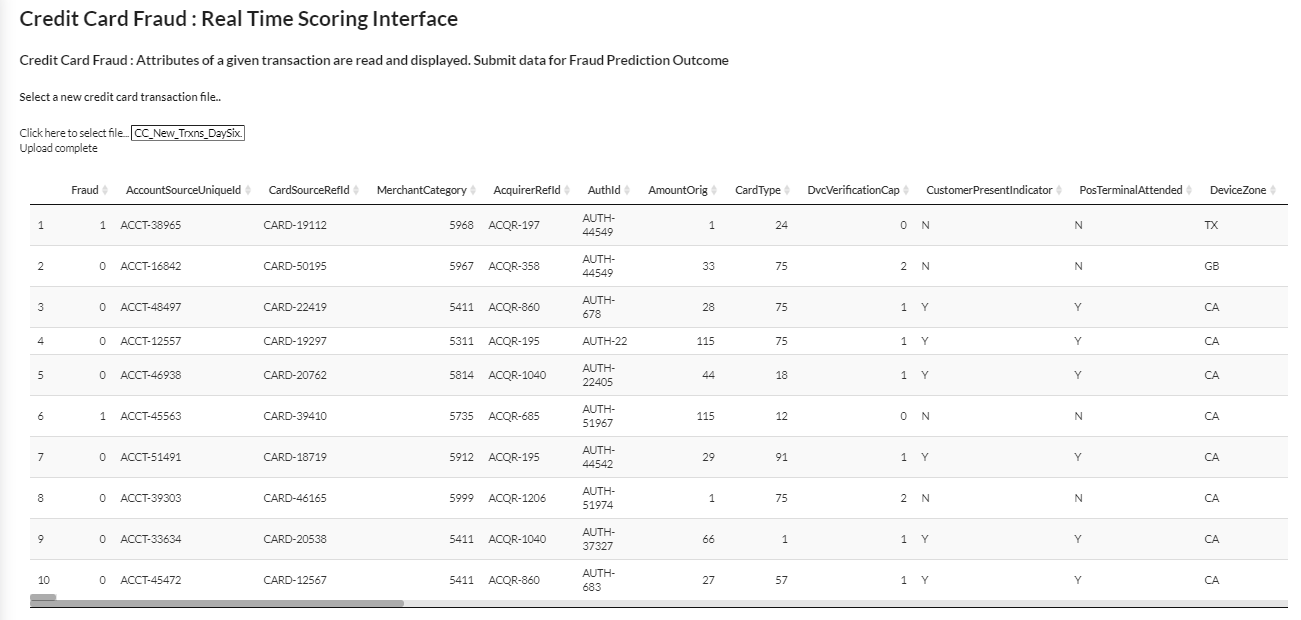 Credit Card Fraud : Real Time Scoring Interface
Credit Card Fraud : Attributes of a given transaction are read and displayed. Submit data for Fraud Prediction Outcome
Select a new credit card transaction file..
Click here to select file... CC_New_Trxns_DaySix.
Upload complete
Fraud AccountSourceUniqueId CardSourceRefId MerchantCategory AcquirerRefId AuthId AmountOrig CardType DvcVerificationCap CustomerPresentIndicator PosTerminalAttended DeviceZone
1 1 ACCT-38965 CARD-19112 5968 ACQR-197 AUTH-44549 1 24 0 N N TX
2 0 ACCT-16842 CARD-50195 5967 ACQR-358 AUTH-44549 33 75 2 N N GB
3 0 ACCT-48497 CARD-22419 5411 ACQR-860 AUTH-678 28 75 1 Y Y CA
4 0 ACCT-12557 CARD-19297 5311 ACQR-195 AUTH-22 115 75 1 Y Y CA
5 0 ACCT-46938 CARD-20762 5814 ACQR-1040 AUTH-22405 44 18 1 Y Y CA
6 1 ACCT-45563 CARD-39410 5735 ACQR-685 AUTH-51967 115 12 0 N N CA
7 0 ACCT-51491 CARD-18719 5912 ACQR-195 AUTH-44542 29 91 1 Y Y CA
8 0 ACCT-39303 CARD-46165 5999 ACQR-1206 AUTH-51974 1 75 2 N N CA
9 0 ACCT-33634 CARD-20538 5411 ACQR-1040 AUTH-37327 66 1 1 Y Y CA
10 0 ACCT-45472 CARD-12567 5411 ACQR-860 AUTH-683 27 57 1 Y Y CA